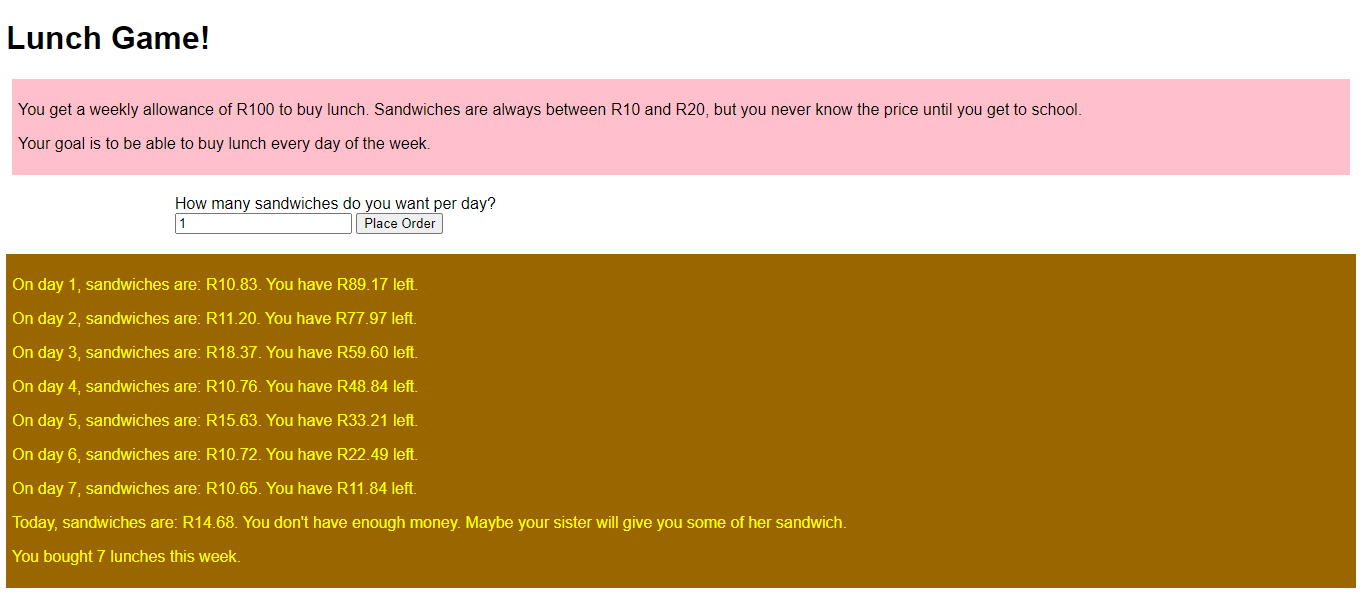 Lunch Game!
You get a weekly allowance of R100 to buy lunch. Sandwiches are always between R10 and R20, but you never know the price until you get to school.
Your goal is to be able to buy lunch every day of the week.
How many sandwiches do you want per day?
1 Place Order
On day 1, sandwiches are: R10.83. You have R89.17 left.
On day 2, sandwiches are: R11.20. You have R77.97 left.
On day 3, sandwiches are: R18.37. You have R59.60 left.
On day 4, sandwiches are: R10.76. You have R48.84 left.
On day 5, sandwiches are: R15.63. You have R33.21 left.
On day 6, sandwiches are: R10.72. You have R22.49 left.
On day 7, sandwiches are: R10.65. You have R11.84 left.
Today, sandwiches are: R14.68. You don't have enough money. Maybe your sister will give you some of her sandwich.
You bought 7 lunches this week.